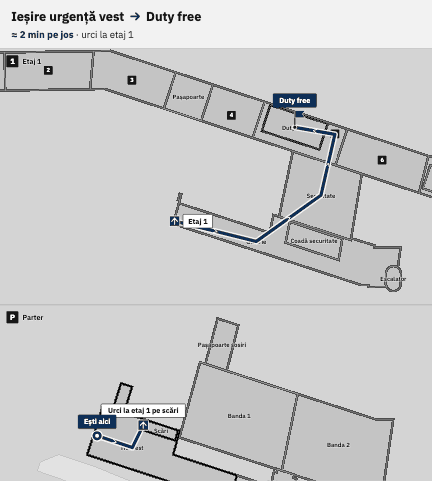 Ieșire urgență vest → Duty free
≈ 2 min pe jos · urci la etaj 1
1 Etaj 1
2
3
Pașapoarte
4
Duty free
6
Securitate
Etaj 1
Coadă securitate
Escalator
P Parter
Pașapoarte sosiri
Urci la etaj 1 pe scări
Banda 1
Ești aici
Scări
Banda 2